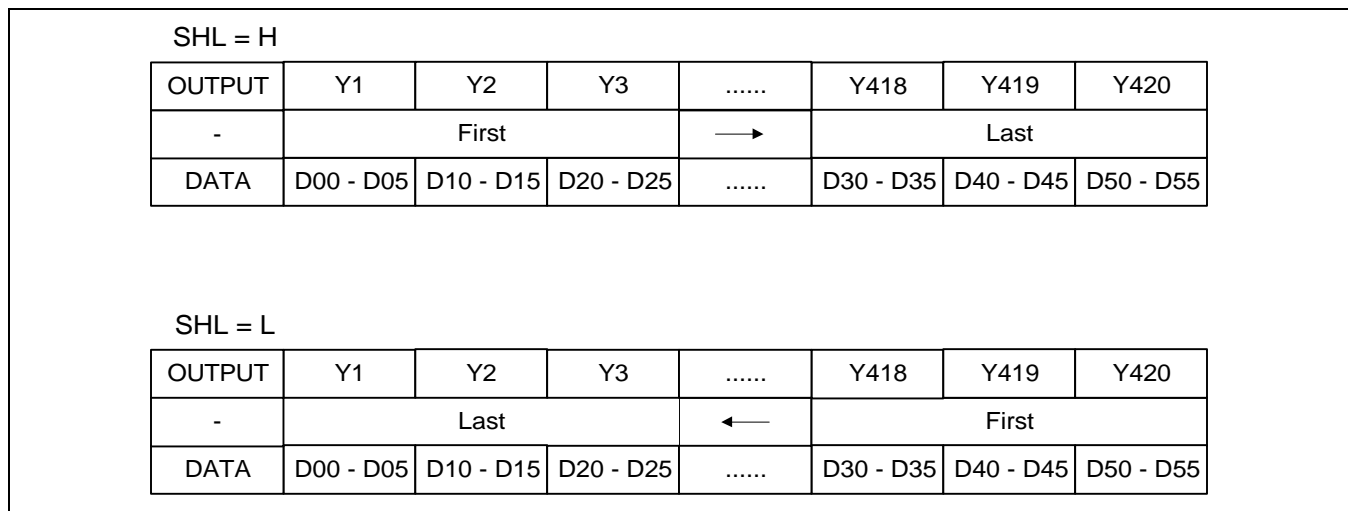 SHL = H
OUTPUT Y1 Y2 Y3 ...... Y418 Y419 Y420
- First → Last
DATA D00 - D05 D10 - D15 D20 - D25 ...... D30 - D35 D40 - D45 D50 - D55
SHL = L
OUTPUT Y1 Y2 Y3 ...... Y418 Y419 Y420
- Last ← First
DATA D00 - D05 D10 - D15 D20 - D25 ...... D30 - D35 D40 - D45 D50 - D55